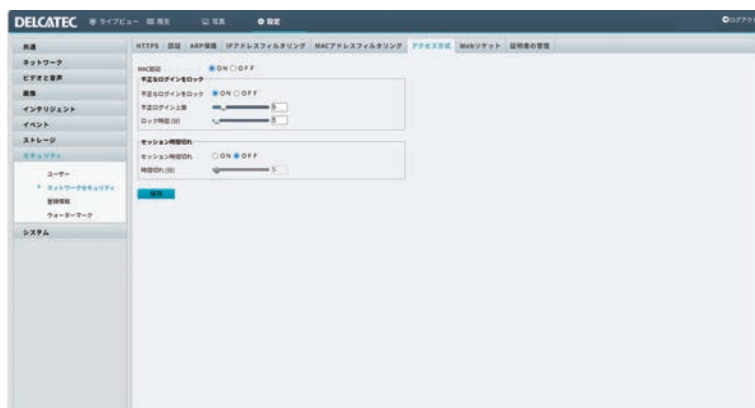 DELCATEC ライブビュー 再生 写真 設定 ログアウト
共通
ネットワーク
ビデオと音声
画像
インテリジェント
イベント
ストレージ
セキュリティ
ユーザー
ネットワークセキュリティ
登録情報
ウォーターマーク
システム
HTTPS 認証 ARP保護 IPアドレスフィルタリング MACアドレスフィルタリング アクセス方式 Webソケット 証明書の管理
MAC認証 ON OFF
不正なログインをロック
不正なログインをロック ON OFF
不正ログイン上限 5
ロック時間(分) 5
セッション時間切れ
セッション時間切れ ON OFF
時間切れ(分) 5
保存